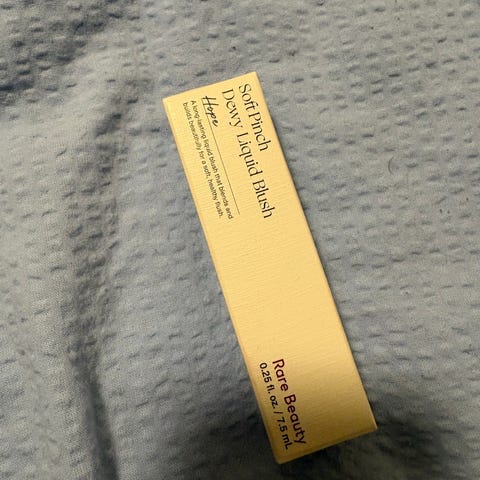 Soft Pinch
Dewy Liquid Blush
Hope
A long-lasting liquid blush that blends and
builds beautifully for a soft, healthy flush.
Rare Beauty
0.25 fl. oz. / 7.5 mL